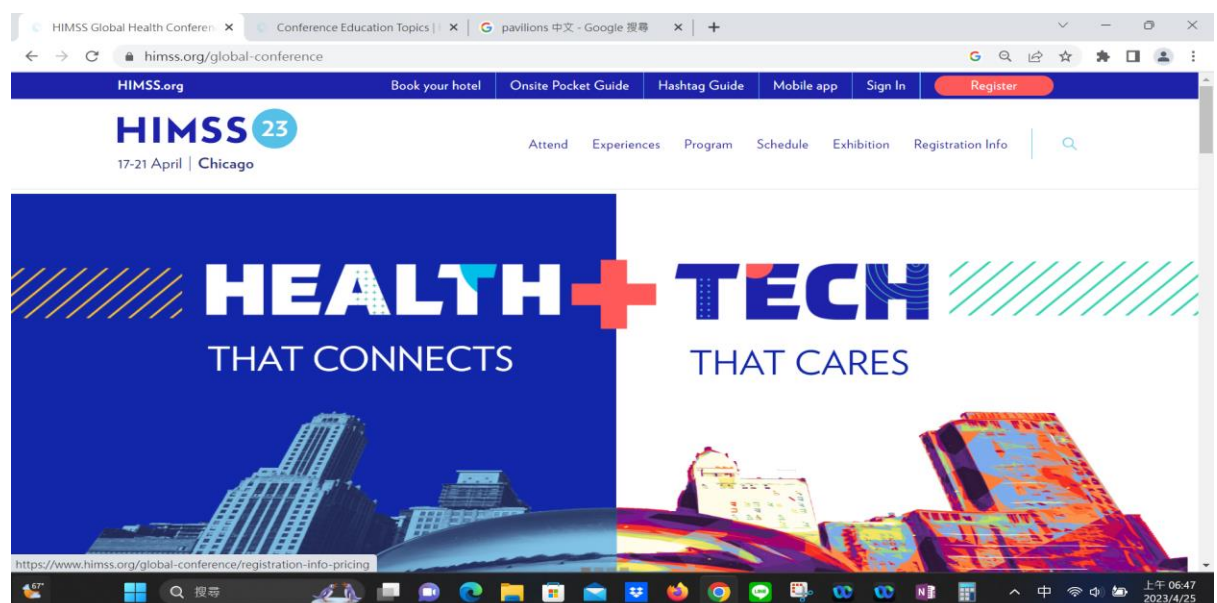 HIMSS Global Health Conferen
Conference Education Topics |
pavilions 中文 - Google 搜尋
himss.org/global-conference
HIMSS.org Book your hotel Onsite Pocket Guide Hashtag Guide Mobile app Sign In Register
HIMSS 23
17-21 April | Chicago
Attend Experiences Program Schedule Exhibition Registration Info
HEALTH + TECH
THAT CONNECTS THAT CARES
https://www.himss.org/global-conference/registration-info-pricing
67°
搜尋
中
上午 06:47
2023/4/25